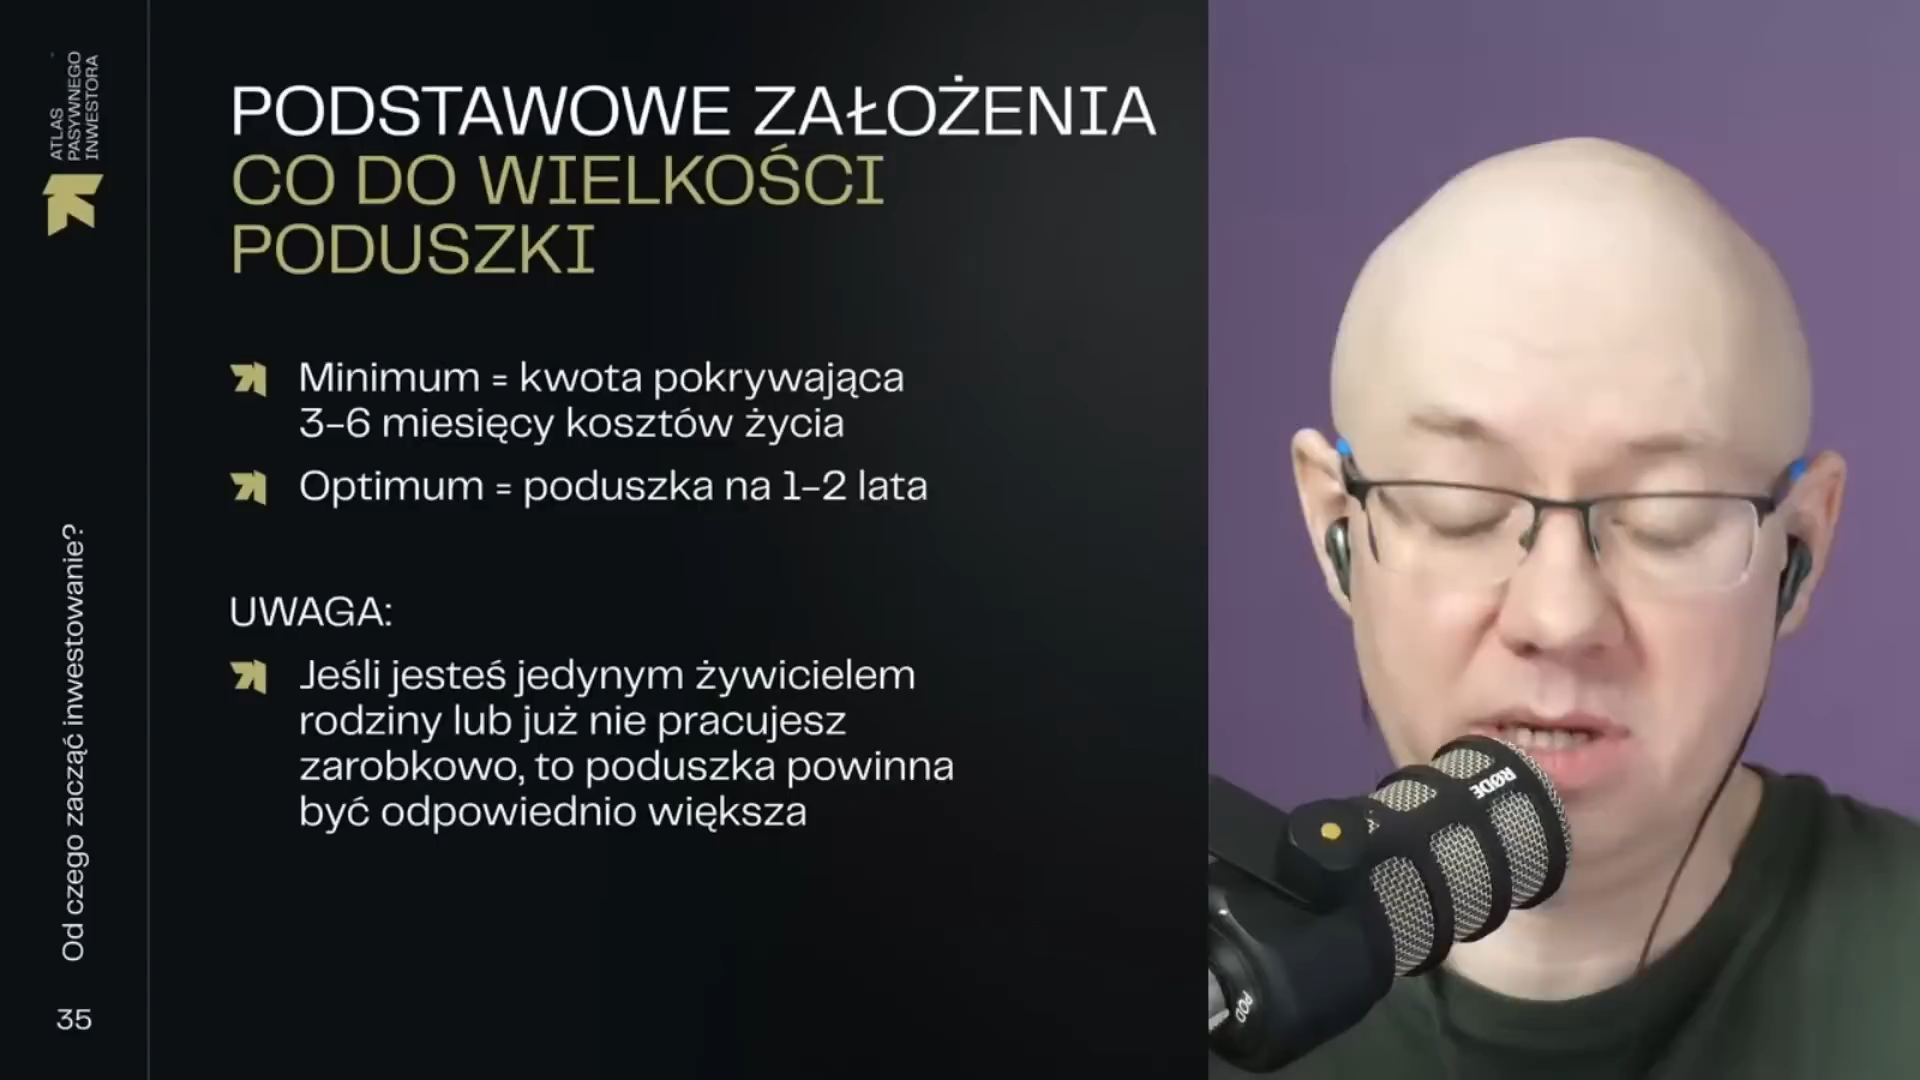 ATLAS
PASYWNEGO
INWESTORA
Od czego zacząć inwestowanie?
35
PODSTAWOWE ZAŁOŻENIA
CO DO WIELKOŚCI
PODUSZKI
Minimum = kwota pokrywająca
3–6 miesięcy kosztów życia
Optimum = poduszka na 1–2 lata
UWAGA:
Jeśli jesteś jedynym żywicielem
rodziny lub już nie pracujesz
zarobkowo, to poduszka powinna
być odpowiednio większa
RØDE
POD